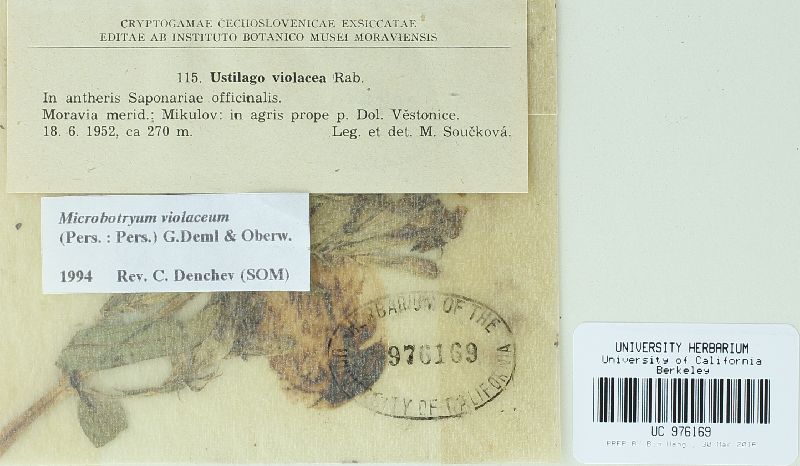 CRYPTOGAMAE ČECHOSLOVENICAE EXSICCATAE
EDITAE AB INSTITUTO BOTANICO MUSEI MORAVIENSIS
115. Ustilago violacea Rab.
In antheris Saponariae officinalis.
Moravia merid.: Mikulov: in agris prope p. Dol. Věstonice.
18. 6. 1952, ca 270 m. Leg. et det. M. Součková.
Microbotryum violaceum
(Pers. : Pers.) G.Deml & Oberw.
1994 Rev. C. Denchev (SOM)
HERBARIUM OF THE
976169
UNIVERSITY OF CALIFORNIA
UNIVERSITY HERBARIUM
University of California
Berkeley
UC 976169